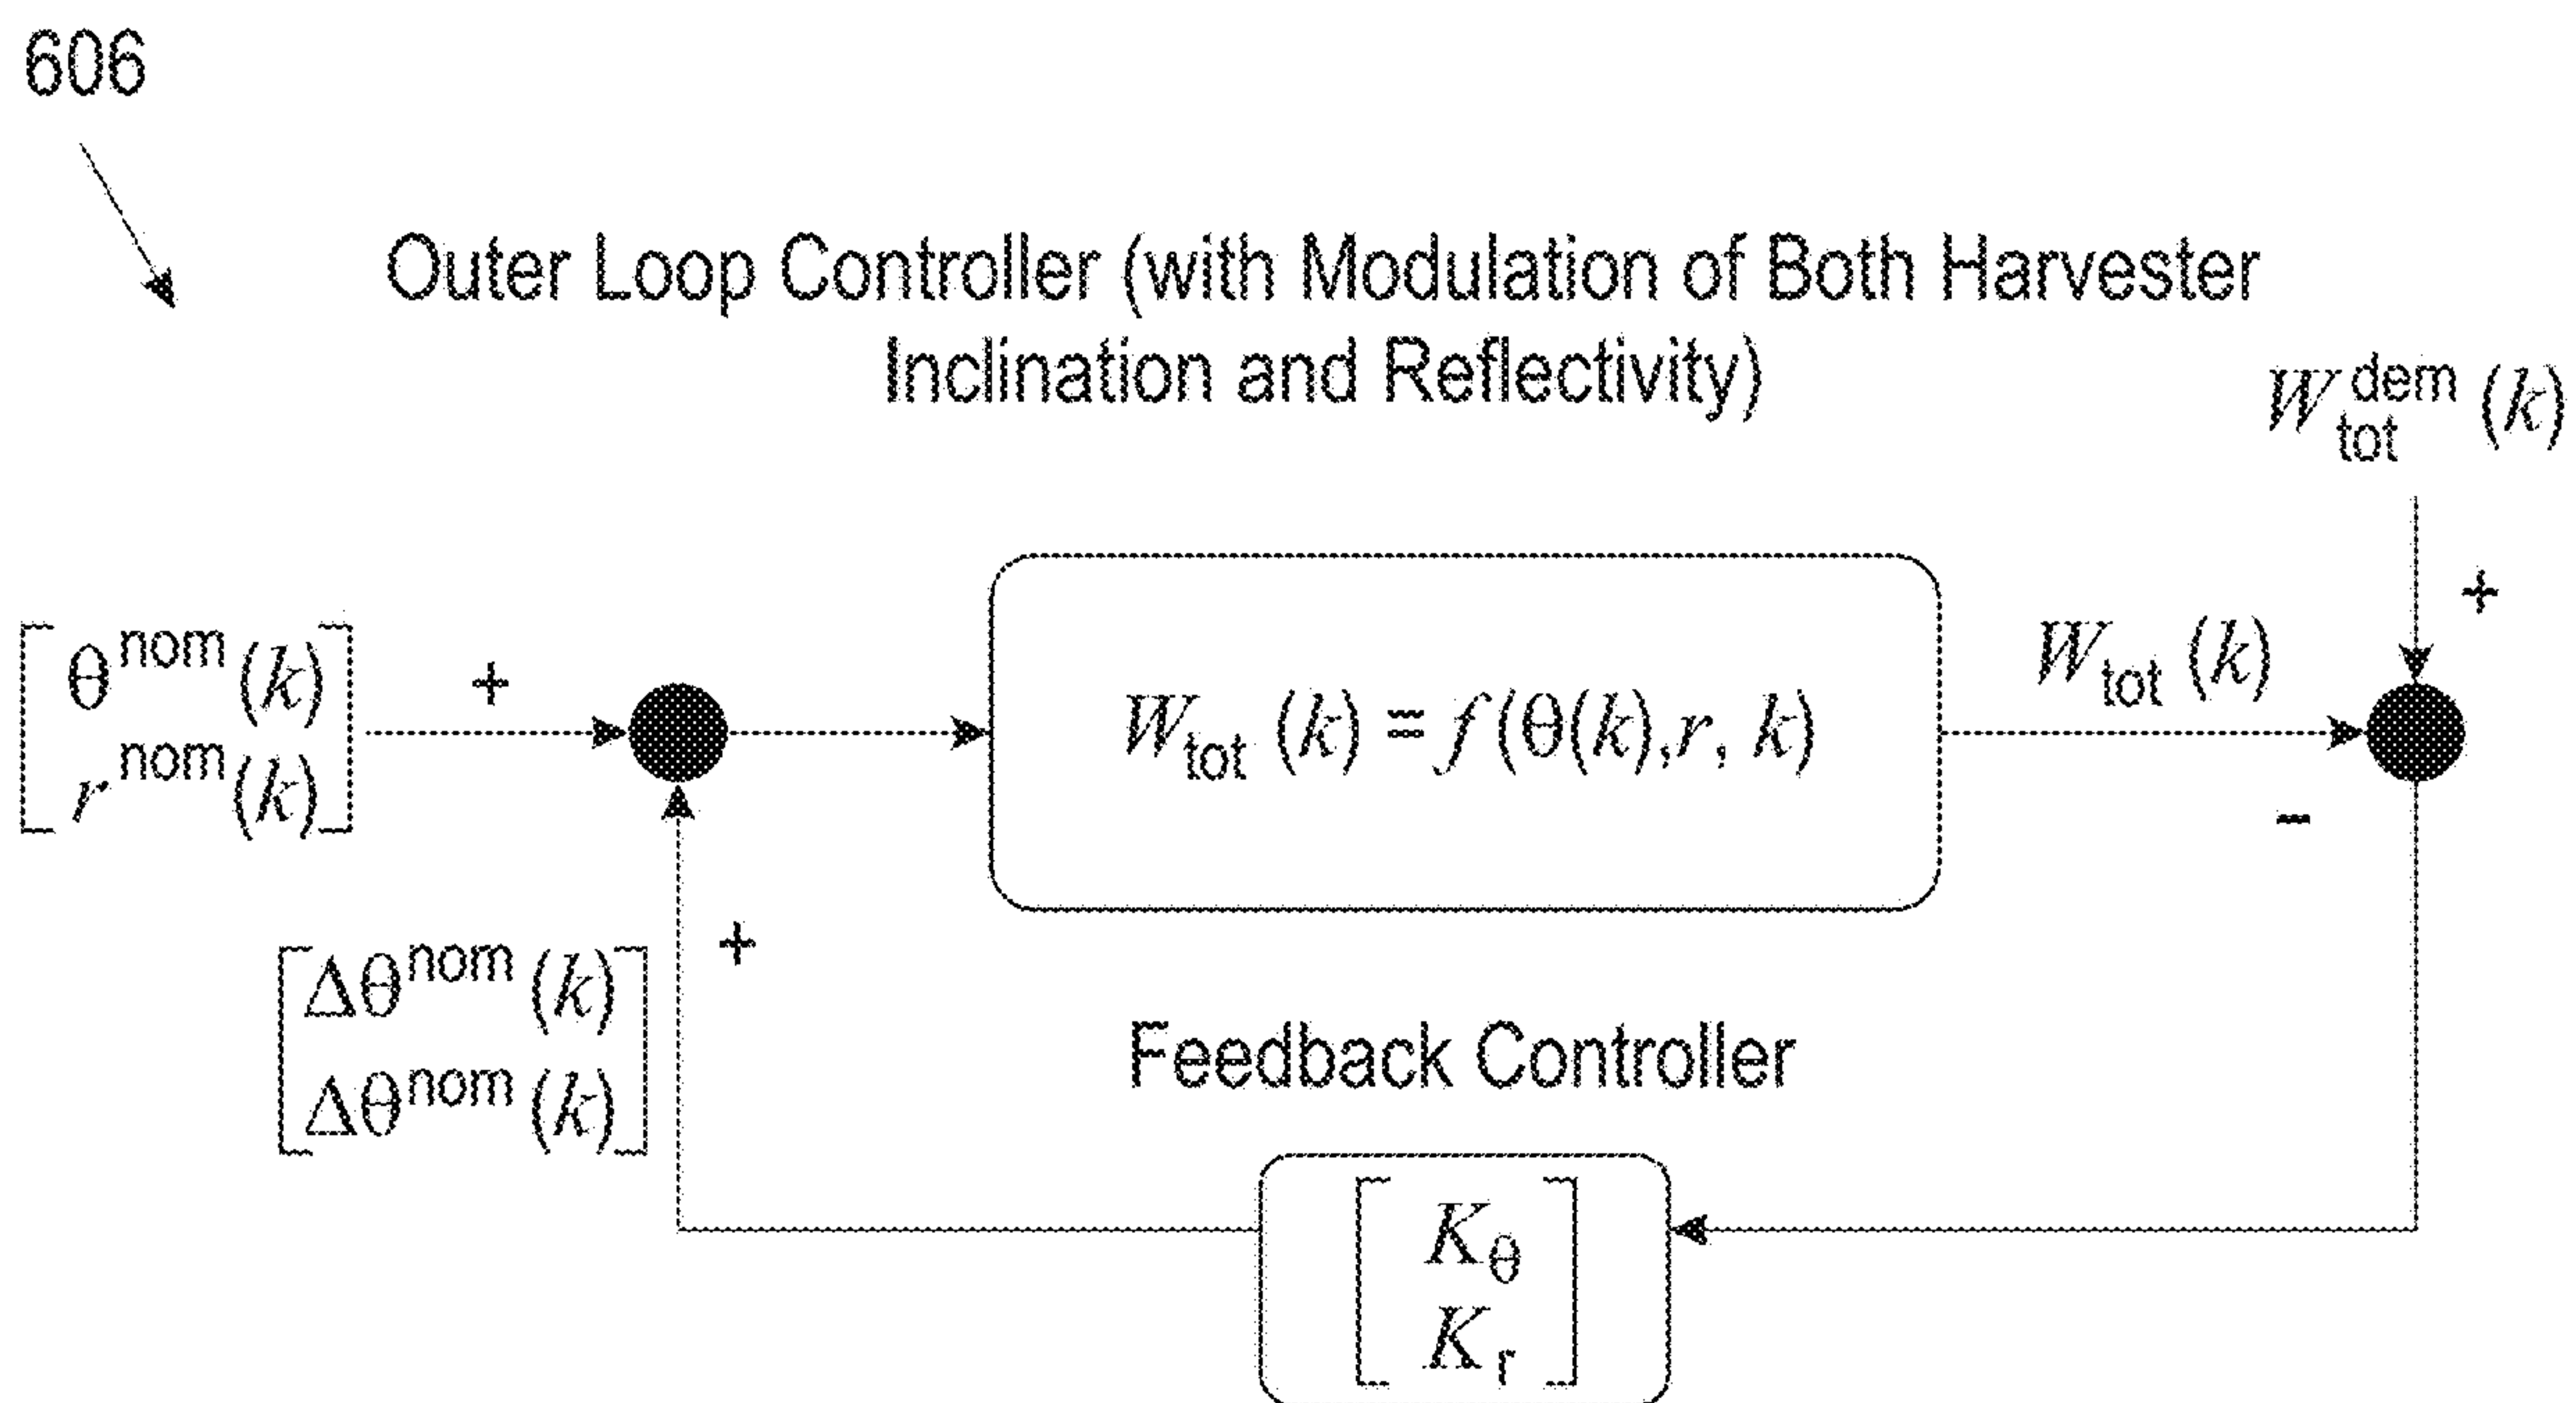 606
Outer Loop Controller (with Modulation of Both Harvester
Inclination and Reflectivity)
W_tot^dem (k)
+
θ^nom (k)
r^nom (k)
+
W_tot (k) = f (θ(k),r, k)
W_tot (k)
−
+
Δθ^nom (k)
Δθ^nom (k)
Feedback Controller
K_θ
K_r